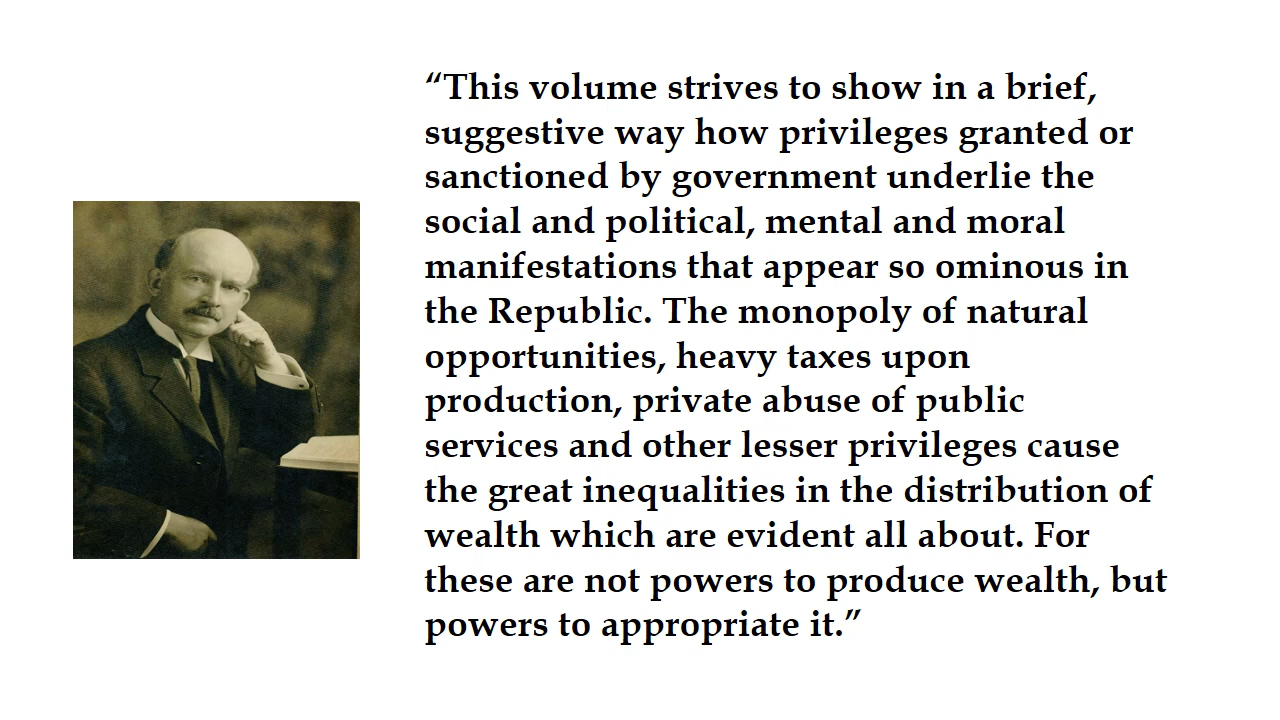 “This volume strives to show in a brief,
suggestive way how privileges granted or
sanctioned by government underlie the
social and political, mental and moral
manifestations that appear so ominous in
the Republic. The monopoly of natural
opportunities, heavy taxes upon
production, private abuse of public
services and other lesser privileges cause
the great inequalities in the distribution of
wealth which are evident all about. For
these are not powers to produce wealth, but
powers to appropriate it.”